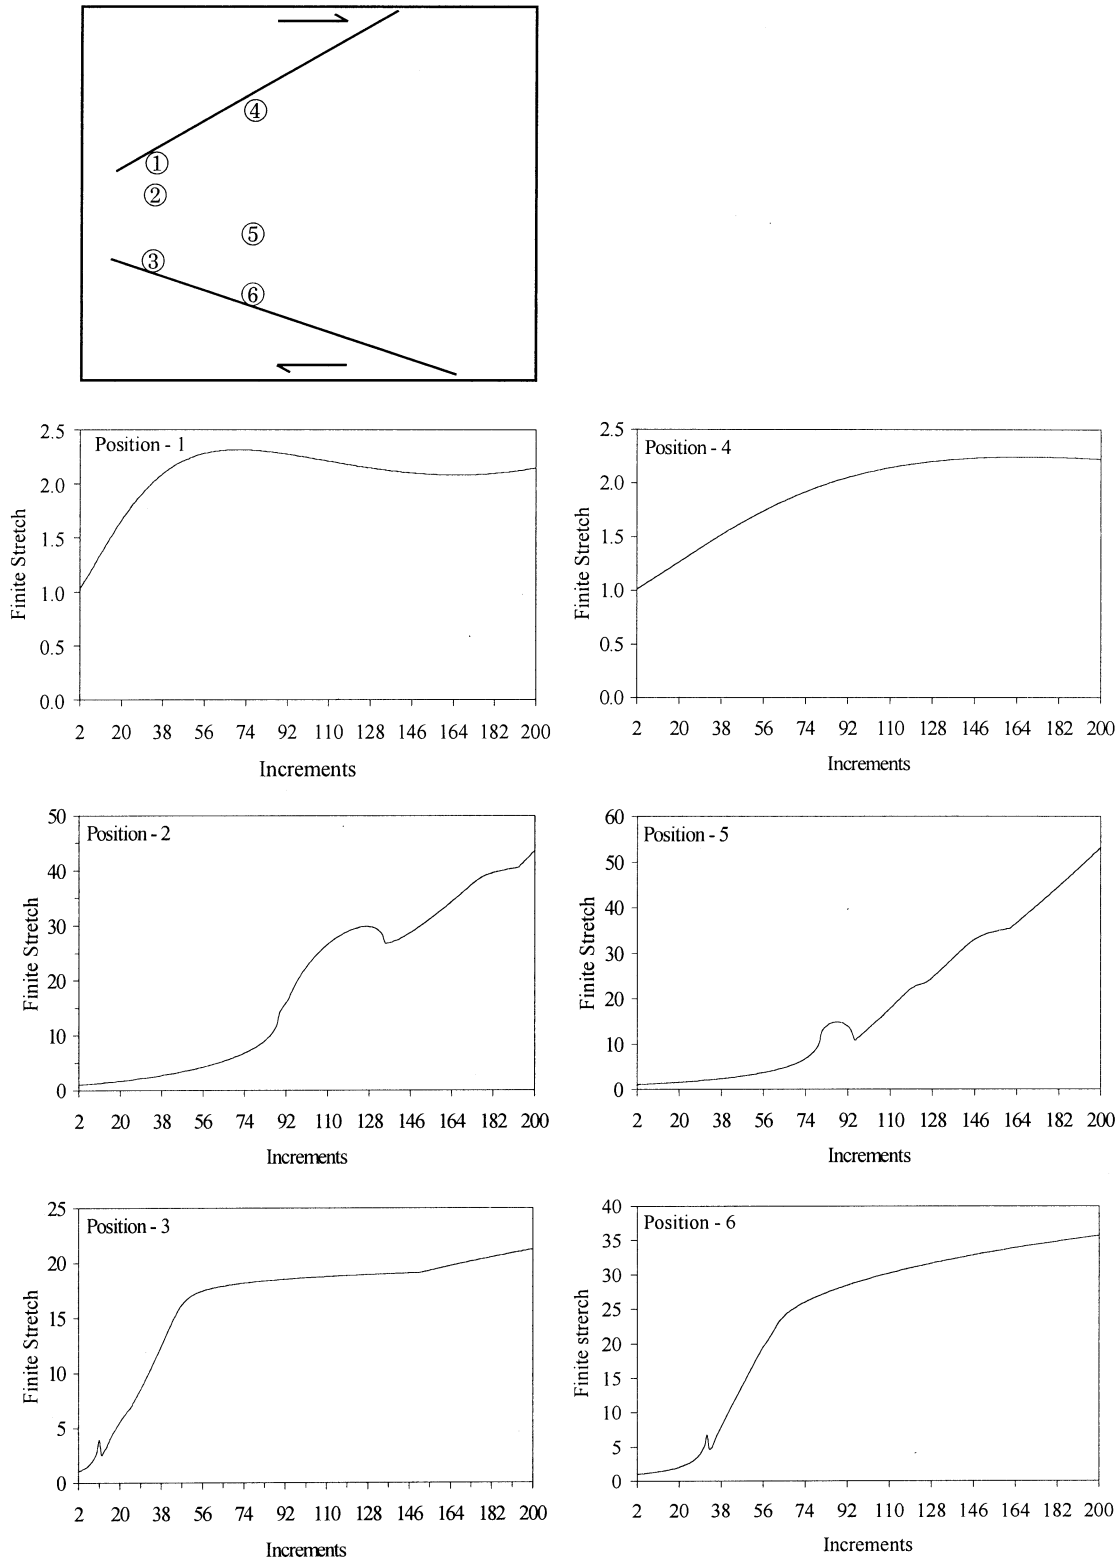 ④
①
②
⑤
③
⑥
Position - 1
2.5
2.0
1.5
1.0
0.5
0.0
Finite Stretch
2 20 38 56 74 92 110 128 146 164 182 200
Increments
Position - 4
2.5
2.0
1.5
1.0
0.5
0.0
Finite Stretch
2 20 38 56 74 92 110 128 146 164 182 200
Increments
Position - 2
50
40
30
20
10
0
Finite Stretch
2 20 38 56 74 92 110 128 146 164 182 200
Increments
Position - 5
60
50
40
30
20
10
0
Finite Stretch
2 20 38 56 74 92 110 128 146 164 182 200
Increments
Position - 3
25
20
15
10
5
0
Finite Stretch
2 20 38 56 74 92 110 128 146 164 182 200
Increments
Position - 6
40
35
30
25
20
15
10
5
0
Finite strerch
2 20 38 56 74 92 110 128 146 164 182 200
Increments